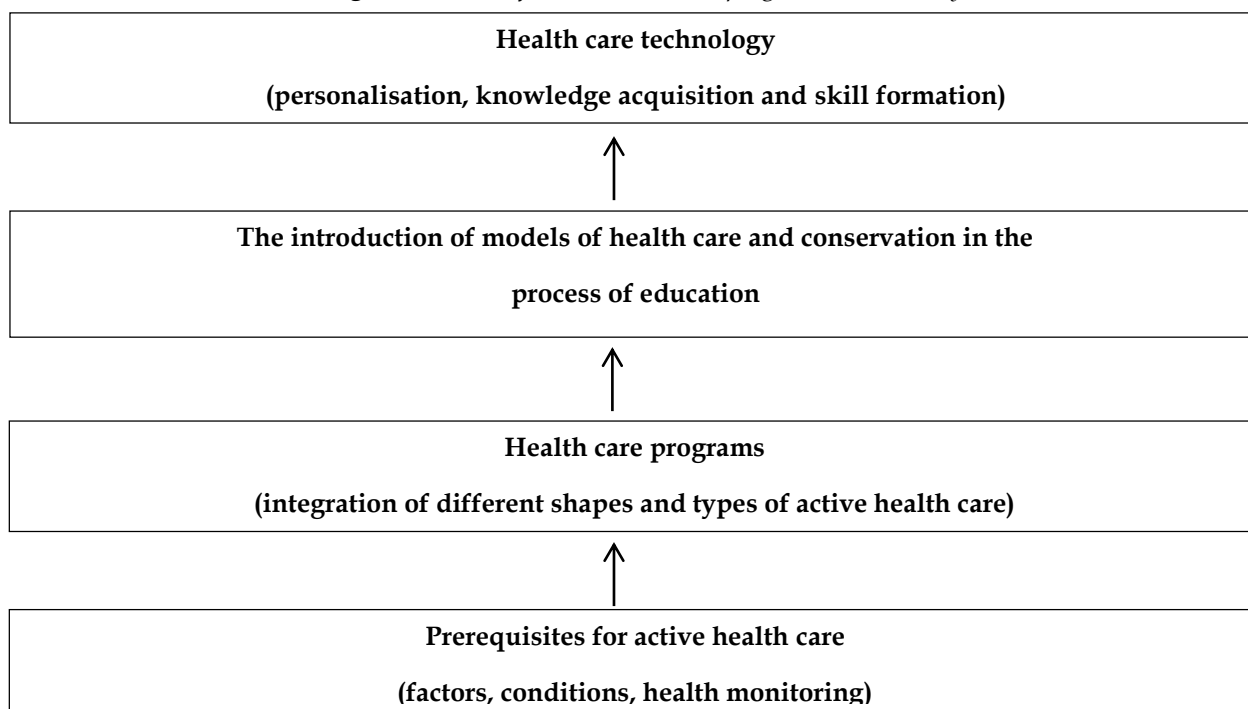 Health care technology
(personalisation, knowledge acquisition and skill formation)
The introduction of models of health care and conservation in the
process of education
Health care programs
(integration of different shapes and types of active health care)
Prerequisites for active health care
(factors, conditions, health monitoring)